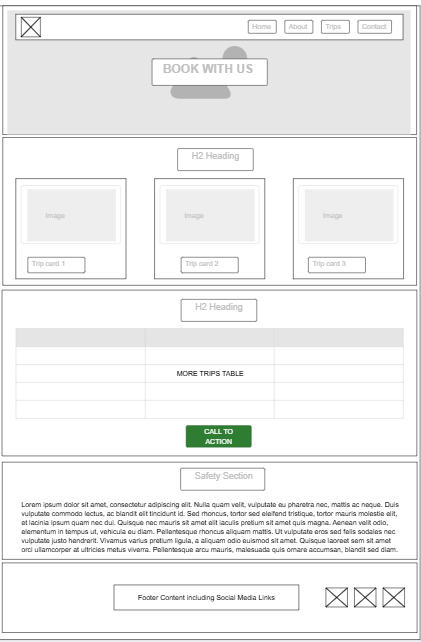 Home About Trips Contact
BOOK WITH US
H2 Heading
Image Image Image
Trip card 1 Trip card 2 Trip card 3
H2 Heading
MORE TRIPS TABLE
CALL TO
ACTION
Safety Section
Lorem ipsum dolor sit amet, consectetur adipiscing elit. Nulla quam velit, vulputate eu pharetra nec, mattis ac neque. Duis
vulputate commodo lectus, ac blandit elit tincidunt id. Sed rhoncus, tortor sed eleifend tristique, tortor mauris molestie elit,
et lacinia ipsum quam nec dui. Quisque nec mauris sit amet elit iaculis pretium sit amet quis magna. Aenean velit odio,
elementum in tempus ut, vehicula eu diam. Pellentesque rhoncus aliquam mattis. Ut vulputate eros sed felis sodales nec
vulputate justo hendrerit. Vivamus varius pretium ligula, a aliquam odio euismod sit amet. Quisque laoreet sem sit amet
orci ullamcorper at ultricies metus viverra. Pellentesque arcu mauris, malesuada quis ornare accumsan, blandit sed diam.
Footer Content including Social Media Links